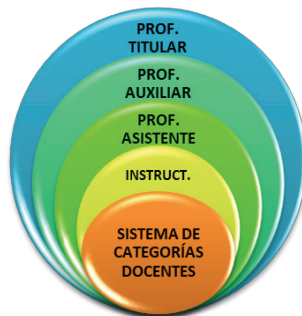 PROF.
TITULAR
PROF.
AUXILIAR
PROF.
ASISTENTE
INSTRUCT.
SISTEMA DE
CATEGORÍAS
DOCENTES